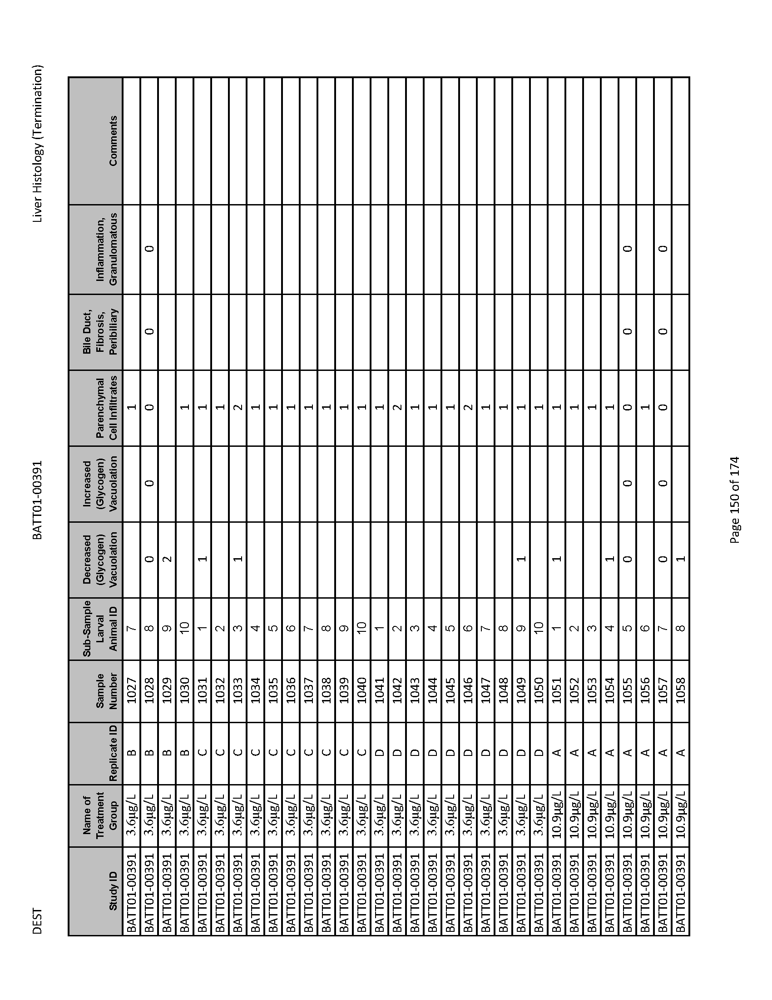 DEST BATT01-00391 Liver Histology (Termination)
Study ID Name of Treatment Group Replicate ID Sample Number Sub-Sample Larval Animal ID Decreased (Glycogen) Vacuolation Increased (Glycogen) Vacuolation Parenchymal Cell Infiltrates Bile Duct, Fibrosis, Peribiliary Inflammation, Granulomatous Comments
BATT01-00391 3.6µg/L B 1027 7 1
BATT01-00391 3.6µg/L B 1028 8 0 0 0 0 0
BATT01-00391 3.6µg/L B 1029 9 2
BATT01-00391 3.6µg/L B 1030 10 1
BATT01-00391 3.6µg/L C 1031 1 1 1
BATT01-00391 3.6µg/L C 1032 2 1
BATT01-00391 3.6µg/L C 1033 3 1 2
BATT01-00391 3.6µg/L C 1034 4 1
BATT01-00391 3.6µg/L C 1035 5 1
BATT01-00391 3.6µg/L C 1036 6 1
BATT01-00391 3.6µg/L C 1037 7 1
BATT01-00391 3.6µg/L C 1038 8 1
BATT01-00391 3.6µg/L C 1039 9 1
BATT01-00391 3.6µg/L C 1040 10 1
BATT01-00391 3.6µg/L D 1041 1 1
BATT01-00391 3.6µg/L D 1042 2 2
BATT01-00391 3.6µg/L D 1043 3 1
BATT01-00391 3.6µg/L D 1044 4 1
BATT01-00391 3.6µg/L D 1045 5 1
BATT01-00391 3.6µg/L D 1046 6 2
BATT01-00391 3.6µg/L D 1047 7 1
BATT01-00391 3.6µg/L D 1048 8 1
BATT01-00391 3.6µg/L D 1049 9 1 1
BATT01-00391 3.6µg/L D 1050 10 1
BATT01-00391 10.9µg/L A 1051 1 1 1
BATT01-00391 10.9µg/L A 1052 2 1
BATT01-00391 10.9µg/L A 1053 3 1
BATT01-00391 10.9µg/L A 1054 4 1 1
BATT01-00391 10.9µg/L A 1055 5 0 0 0 0 0
BATT01-00391 10.9µg/L A 1056 6 1
BATT01-00391 10.9µg/L A 1057 7 0 0 0 0 0
BATT01-00391 10.9µg/L A 1058 8 1
Page 150 of 174